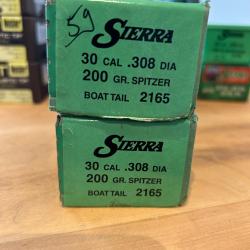 59
SIERRA
30 CAL .308 DIA
200 GR. SPITZER
BOAT TAIL 2165
SIERRA
30 CAL .308 DIA
200 GR. SPITZER
BOAT TAIL 2165